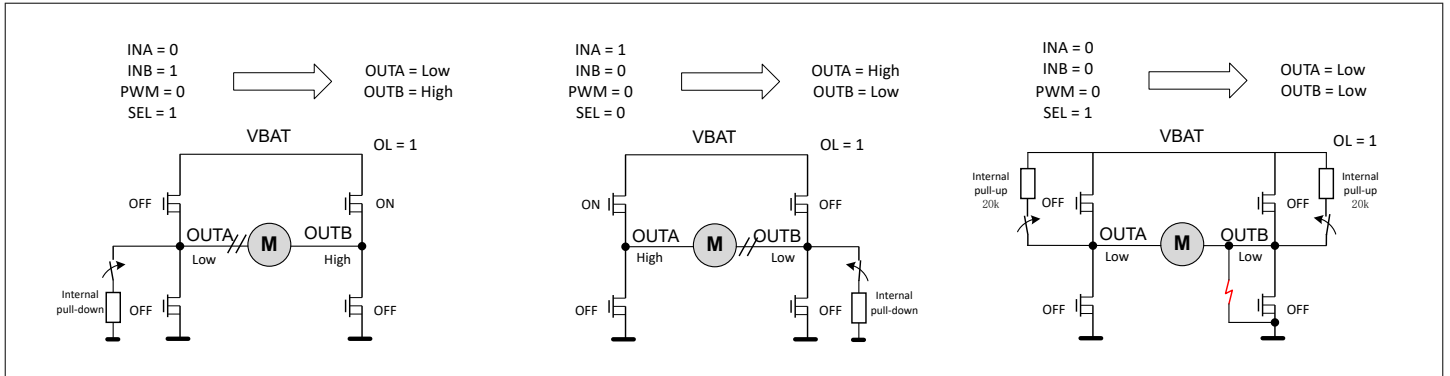 INA = 0
INB = 1
PWM = 0
SEL = 1
OUTA = Low
OUTB = High
VBAT
OL = 1
OFF
ON
OUTA
M
OUTB
Low
High
Internal
pull-down
OFF
OFF
INA = 1
INB = 0
PWM = 0
SEL = 0
OUTA = High
OUTB = Low
VBAT
OL = 1
ON
OFF
OUTA
M
OUTB
High
Low
OFF
OFF
Internal
pull-down
INA = 0
INB = 0
PWM = 0
SEL = 1
OUTA = Low
OUTB = Low
VBAT
OL = 1
Internal
pull-up
20k
OFF
OFF
Internal
pull-up
20k
OUTA
M
OUTB
Low
Low
OFF
OFF